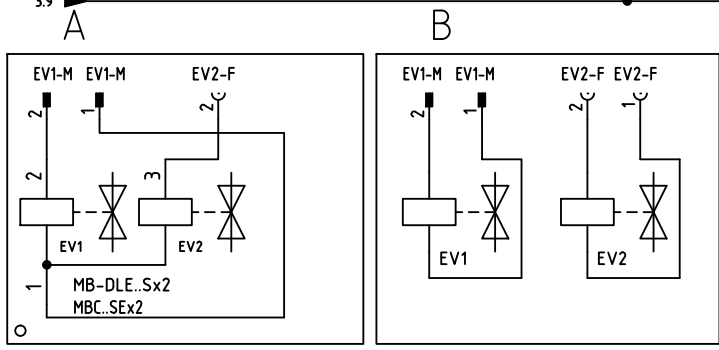 3.9
A
B
EV1-M EV1-M EV2-F
2 1 2
2 3
EV1 EV2
1
MB-DLE..Sx2
MBC..SEx2
EV1-M EV1-M EV2-F EV2-F
2 1 2 1
EV1 EV2